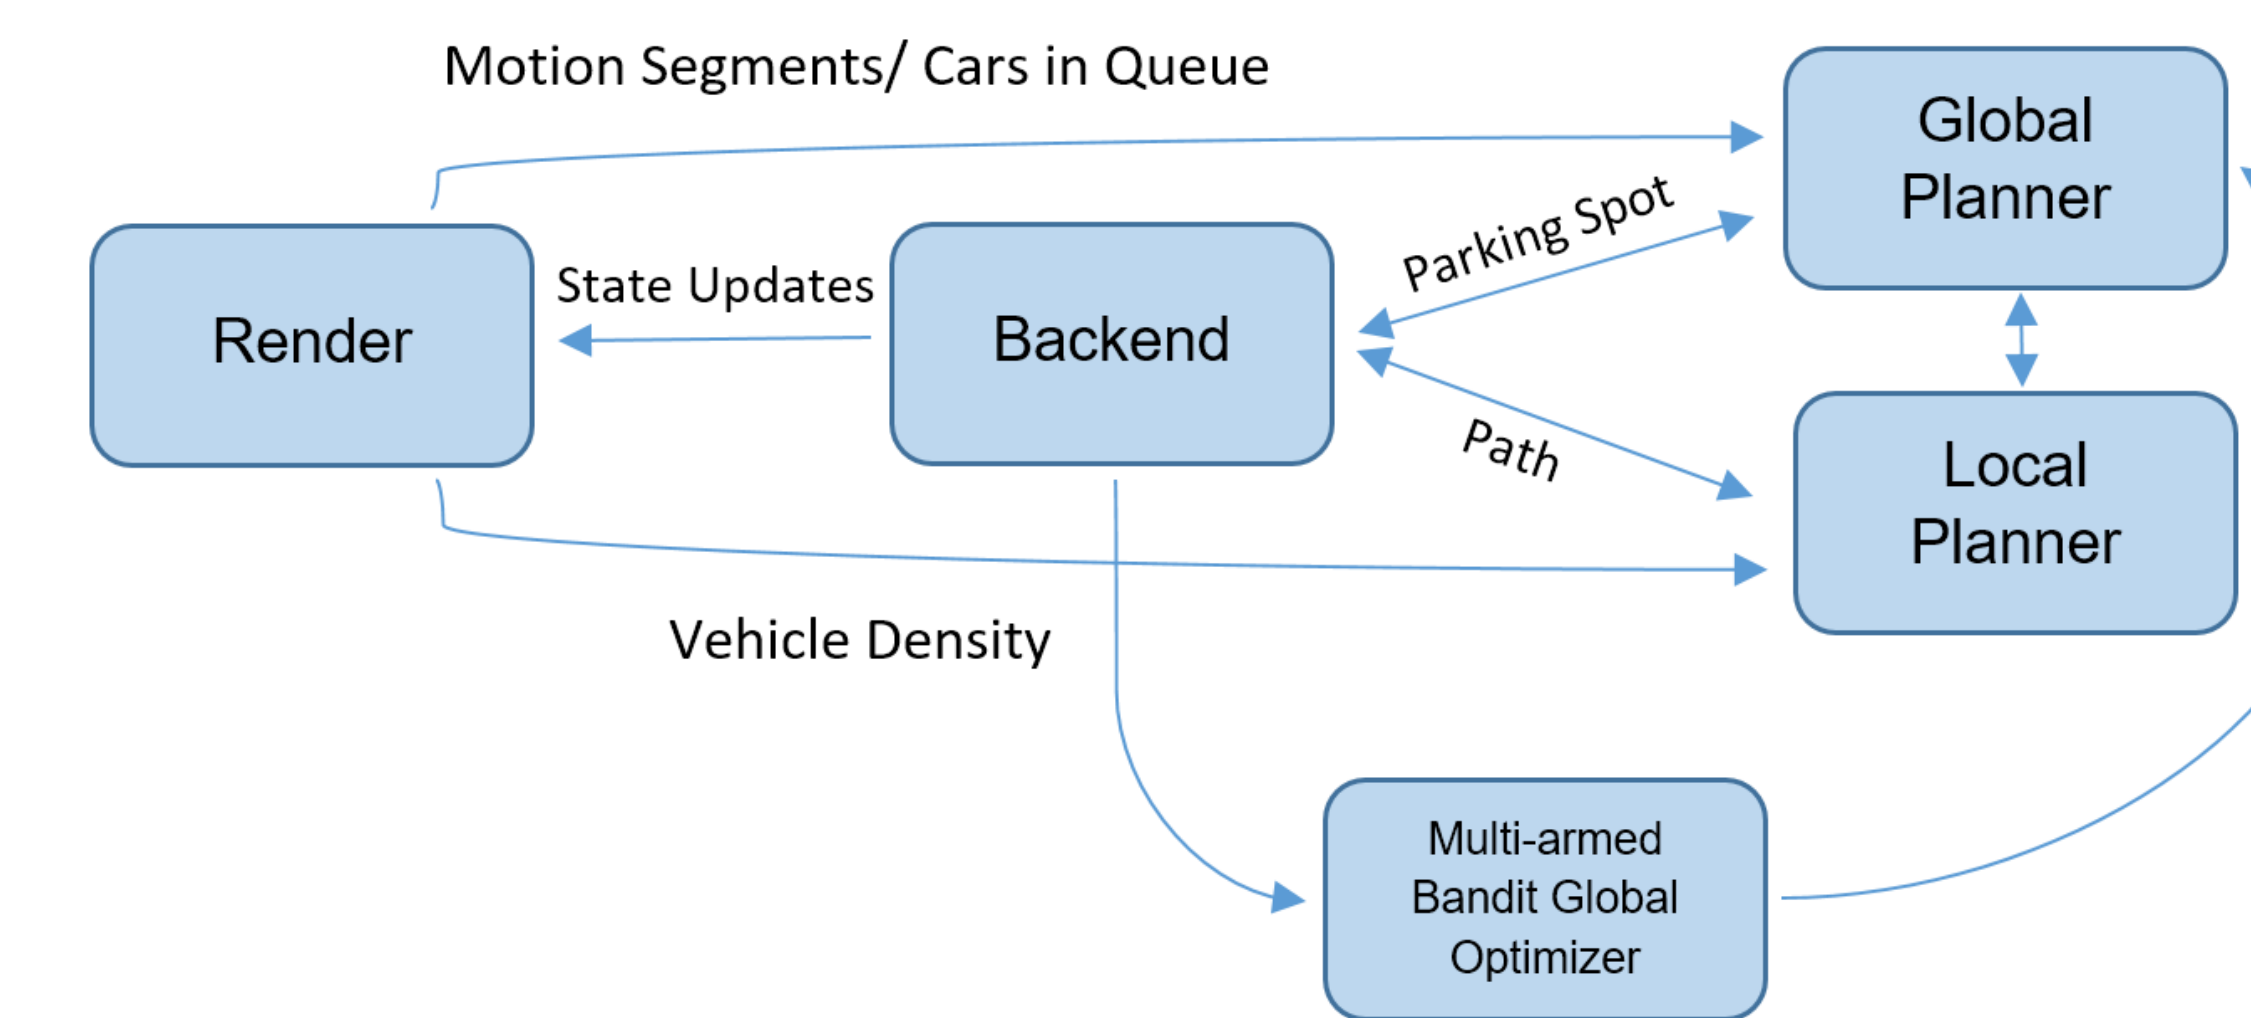 Motion Segments/ Cars in Queue
Global
Planner
Parking Spot
State Updates
Render
Backend
Path
Local
Planner
Vehicle Density
Multi-armed
Bandit Global
Optimizer